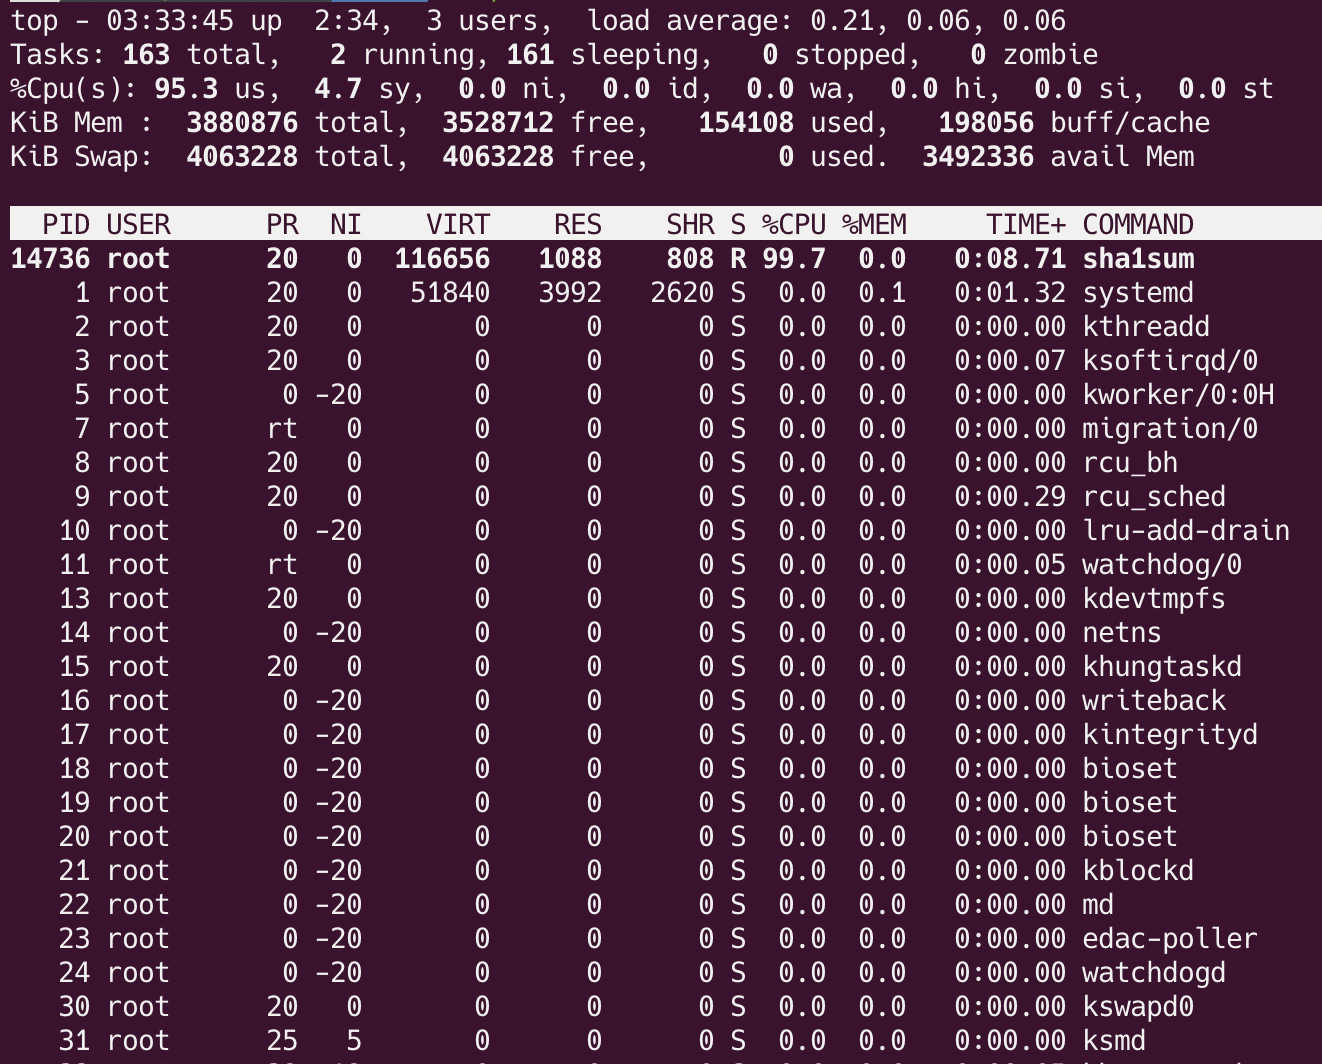 top - 03:33:45 up  2:34,  3 users,  load average: 0.21, 0.06, 0.06
Tasks: 163 total,   2 running, 161 sleeping,   0 stopped,   0 zombie
%Cpu(s): 95.3 us,  4.7 sy,  0.0 ni,  0.0 id,  0.0 wa,  0.0 hi,  0.0 si,  0.0 st
KiB Mem :  3880876 total,  3528712 free,   154108 used,   198056 buff/cache
KiB Swap:  4063228 total,  4063228 free,        0 used.  3492336 avail Mem
  PID USER      PR  NI    VIRT    RES    SHR S %CPU %MEM     TIME+ COMMAND
14736 root      20   0  116656   1088    808 R 99.7  0.0   0:08.71 sha1sum
    1 root      20   0   51840   3992   2620 S  0.0  0.1   0:01.32 systemd
    2 root      20   0       0      0      0 S  0.0  0.0   0:00.00 kthreadd
    3 root      20   0       0      0      0 S  0.0  0.0   0:00.07 ksoftirqd/0
    5 root       0 -20       0      0      0 S  0.0  0.0   0:00.00 kworker/0:0H
    7 root      rt   0       0      0      0 S  0.0  0.0   0:00.00 migration/0
    8 root      20   0       0      0      0 S  0.0  0.0   0:00.00 rcu_bh
    9 root      20   0       0      0      0 S  0.0  0.0   0:00.29 rcu_sched
   10 root       0 -20       0      0      0 S  0.0  0.0   0:00.00 lru-add-drain
   11 root      rt   0       0      0      0 S  0.0  0.0   0:00.05 watchdog/0
   13 root      20   0       0      0      0 S  0.0  0.0   0:00.00 kdevtmpfs
   14 root       0 -20       0      0      0 S  0.0  0.0   0:00.00 netns
   15 root      20   0       0      0      0 S  0.0  0.0   0:00.00 khungtaskd
   16 root       0 -20       0      0      0 S  0.0  0.0   0:00.00 writeback
   17 root       0 -20       0      0      0 S  0.0  0.0   0:00.00 kintegrityd
   18 root       0 -20       0      0      0 S  0.0  0.0   0:00.00 bioset
   19 root       0 -20       0      0      0 S  0.0  0.0   0:00.00 bioset
   20 root       0 -20       0      0      0 S  0.0  0.0   0:00.00 bioset
   21 root       0 -20       0      0      0 S  0.0  0.0   0:00.00 kblockd
   22 root       0 -20       0      0      0 S  0.0  0.0   0:00.00 md
   23 root       0 -20       0      0      0 S  0.0  0.0   0:00.00 edac-poller
   24 root       0 -20       0      0      0 S  0.0  0.0   0:00.00 watchdogd
   30 root      20   0       0      0      0 S  0.0  0.0   0:00.00 kswapd0
   31 root      25   5       0      0      0 S  0.0  0.0   0:00.00 ksmd